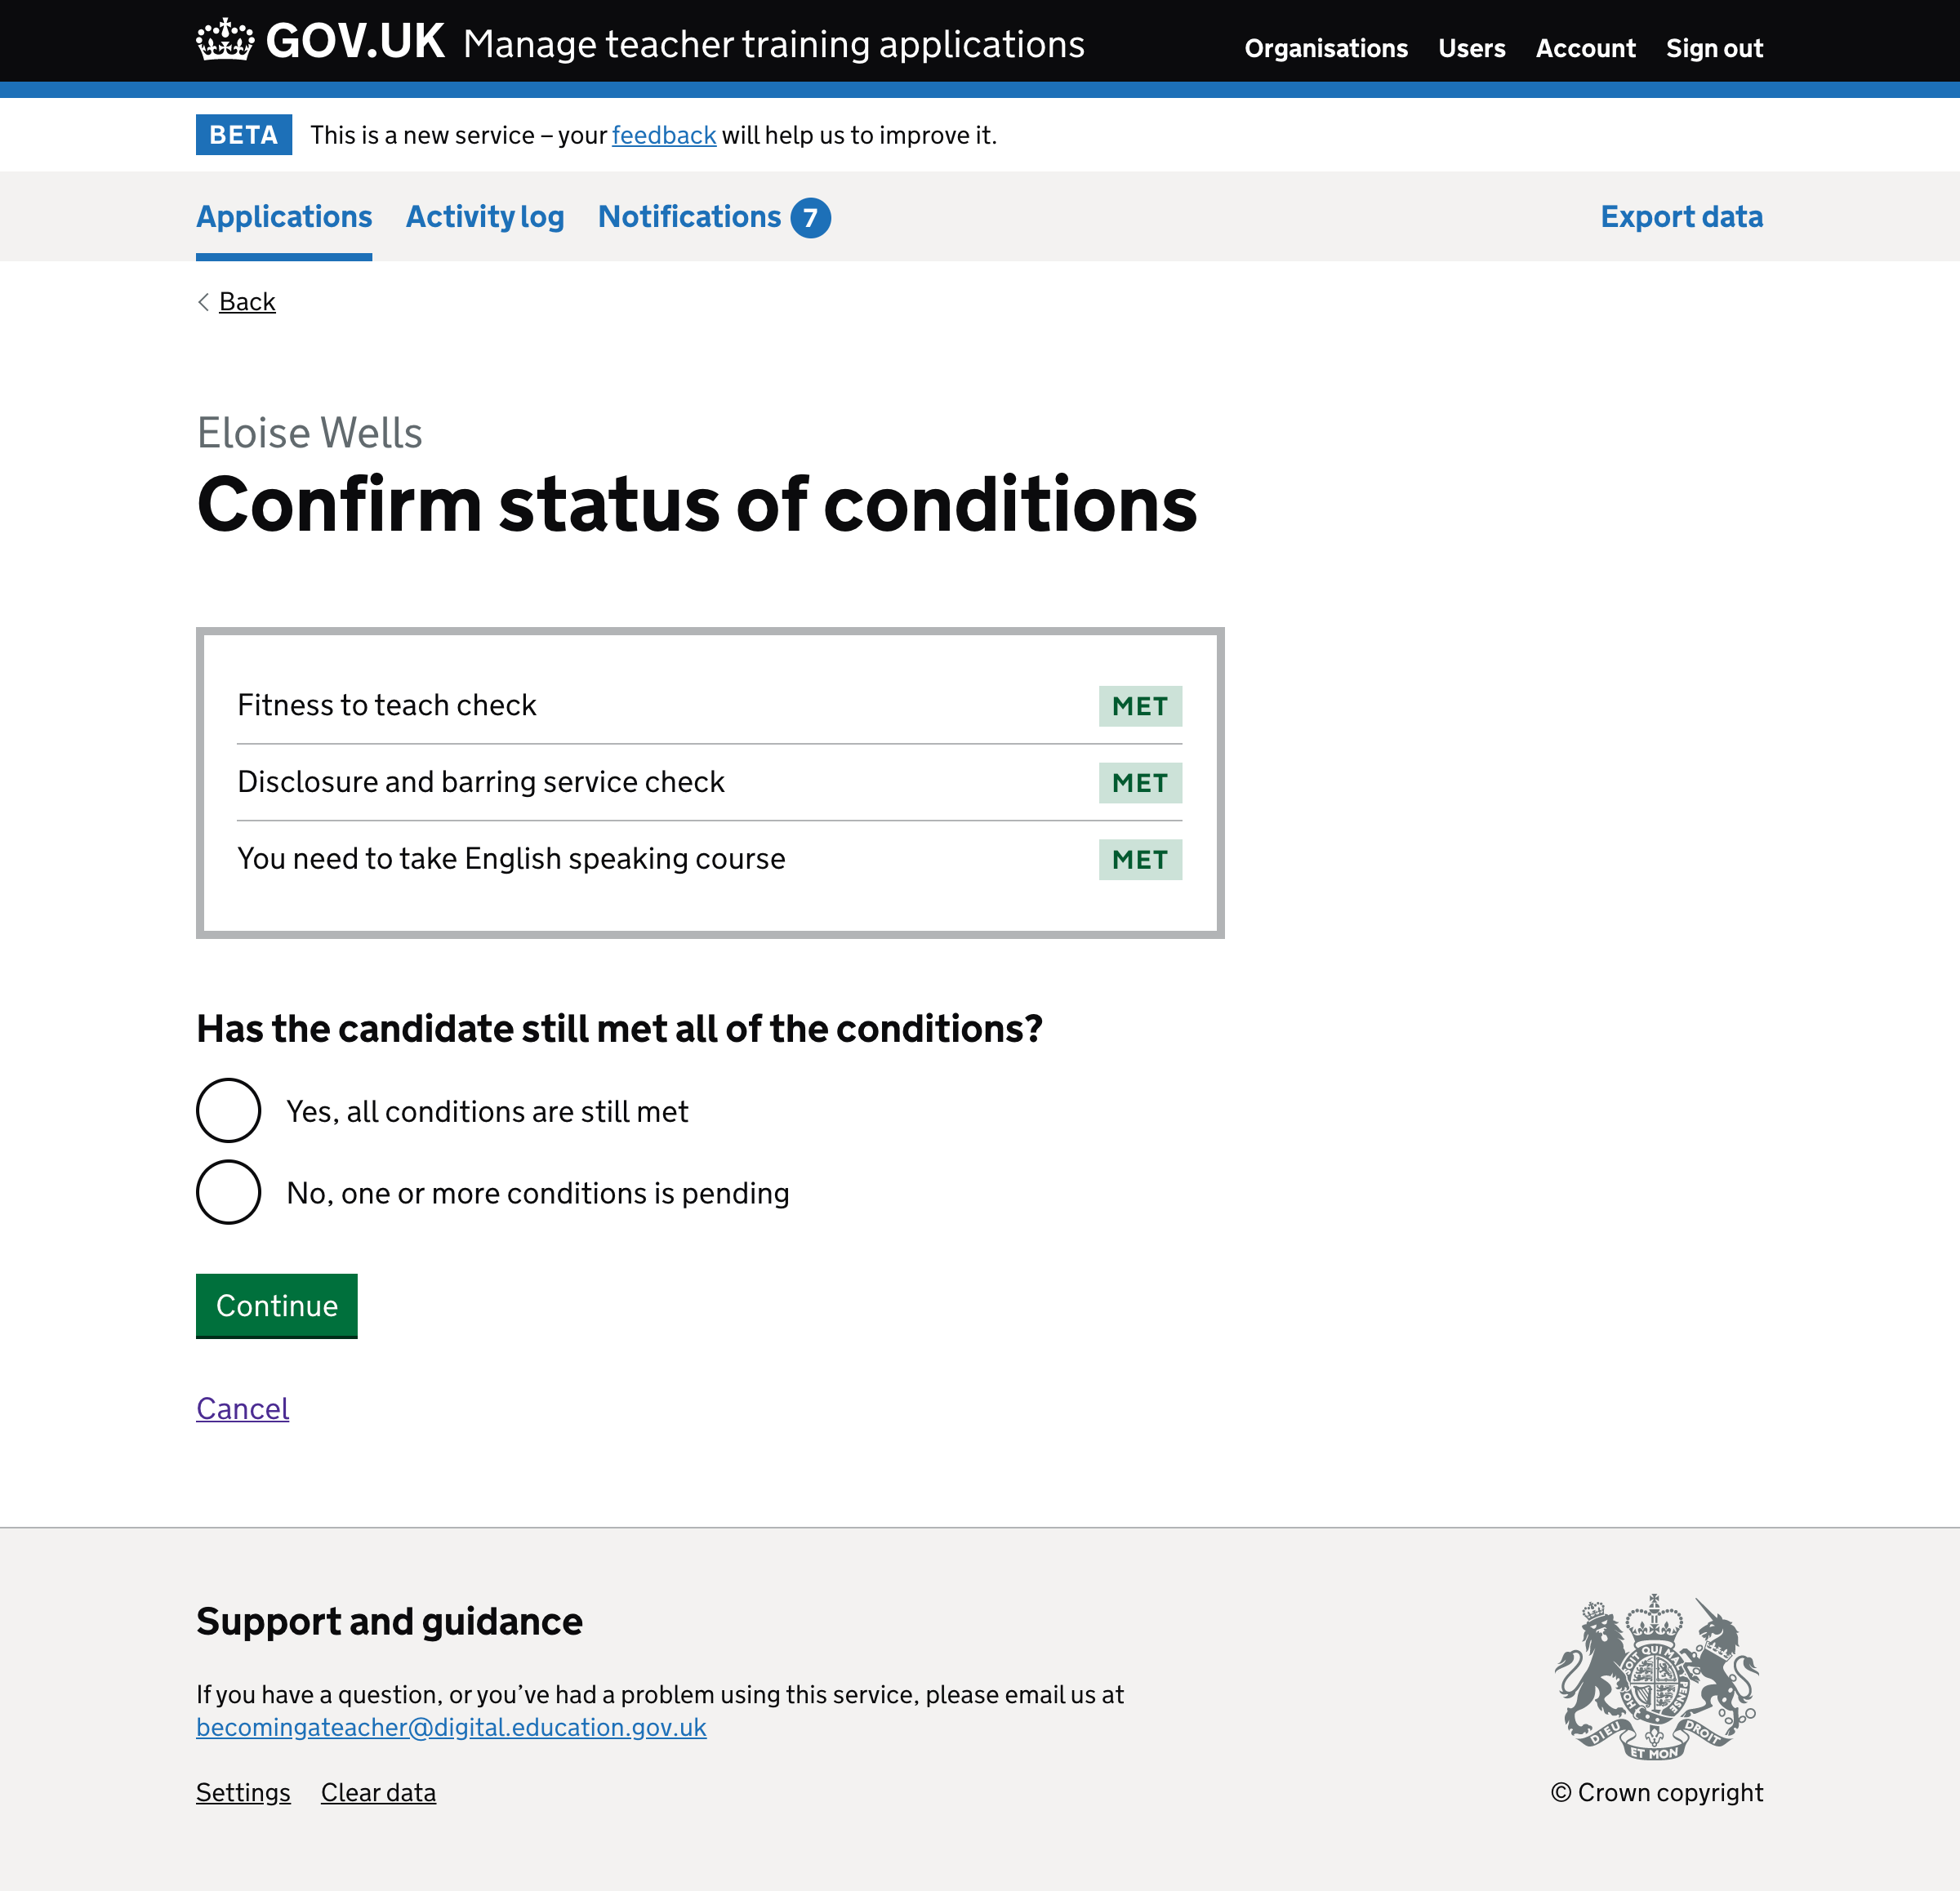 GOV.UK Manage teacher training applications Organisations Users Account Sign out
BETA This is a new service – your feedback will help us to improve it.
Applications Activity log Notifications 7 Export data
Back
Eloise Wells
Confirm status of conditions
Fitness to teach check MET
Disclosure and barring service check MET
You need to take English speaking course MET
Has the candidate still met all of the conditions?
Yes, all conditions are still met
No, one or more conditions is pending
Continue
Cancel
Support and guidance
If you have a question, or you’ve had a problem using this service, please email us at
becomingateacher@digital.education.gov.uk
Settings Clear data
DIEU ET MON DROIT
© Crown copyright